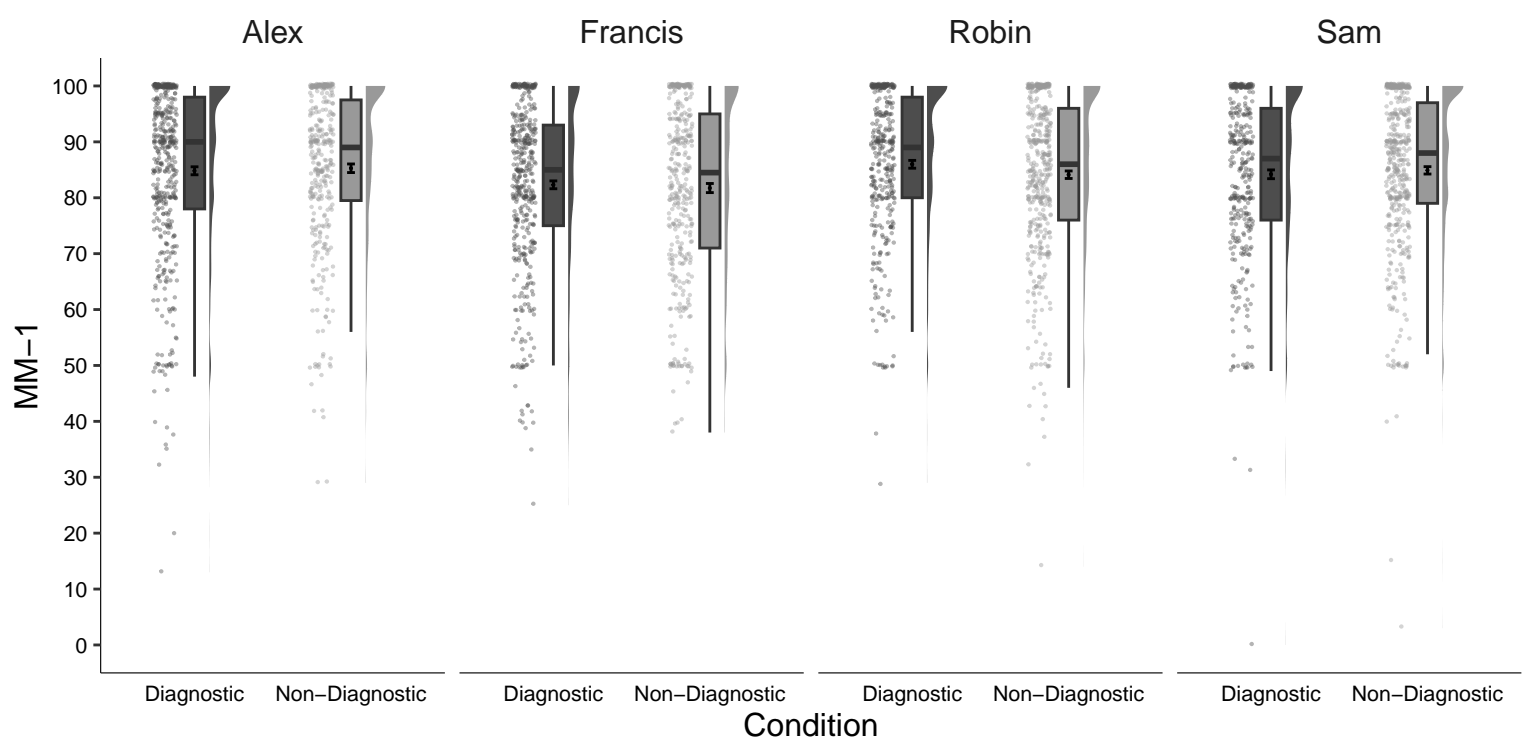 Alex Francis Robin Sam
100
90
80
70
60
50
40
30
20
10
0
MM−1
Diagnostic Non−Diagnostic Diagnostic Non−Diagnostic Diagnostic Non−Diagnostic Diagnostic Non−Diagnostic
Condition